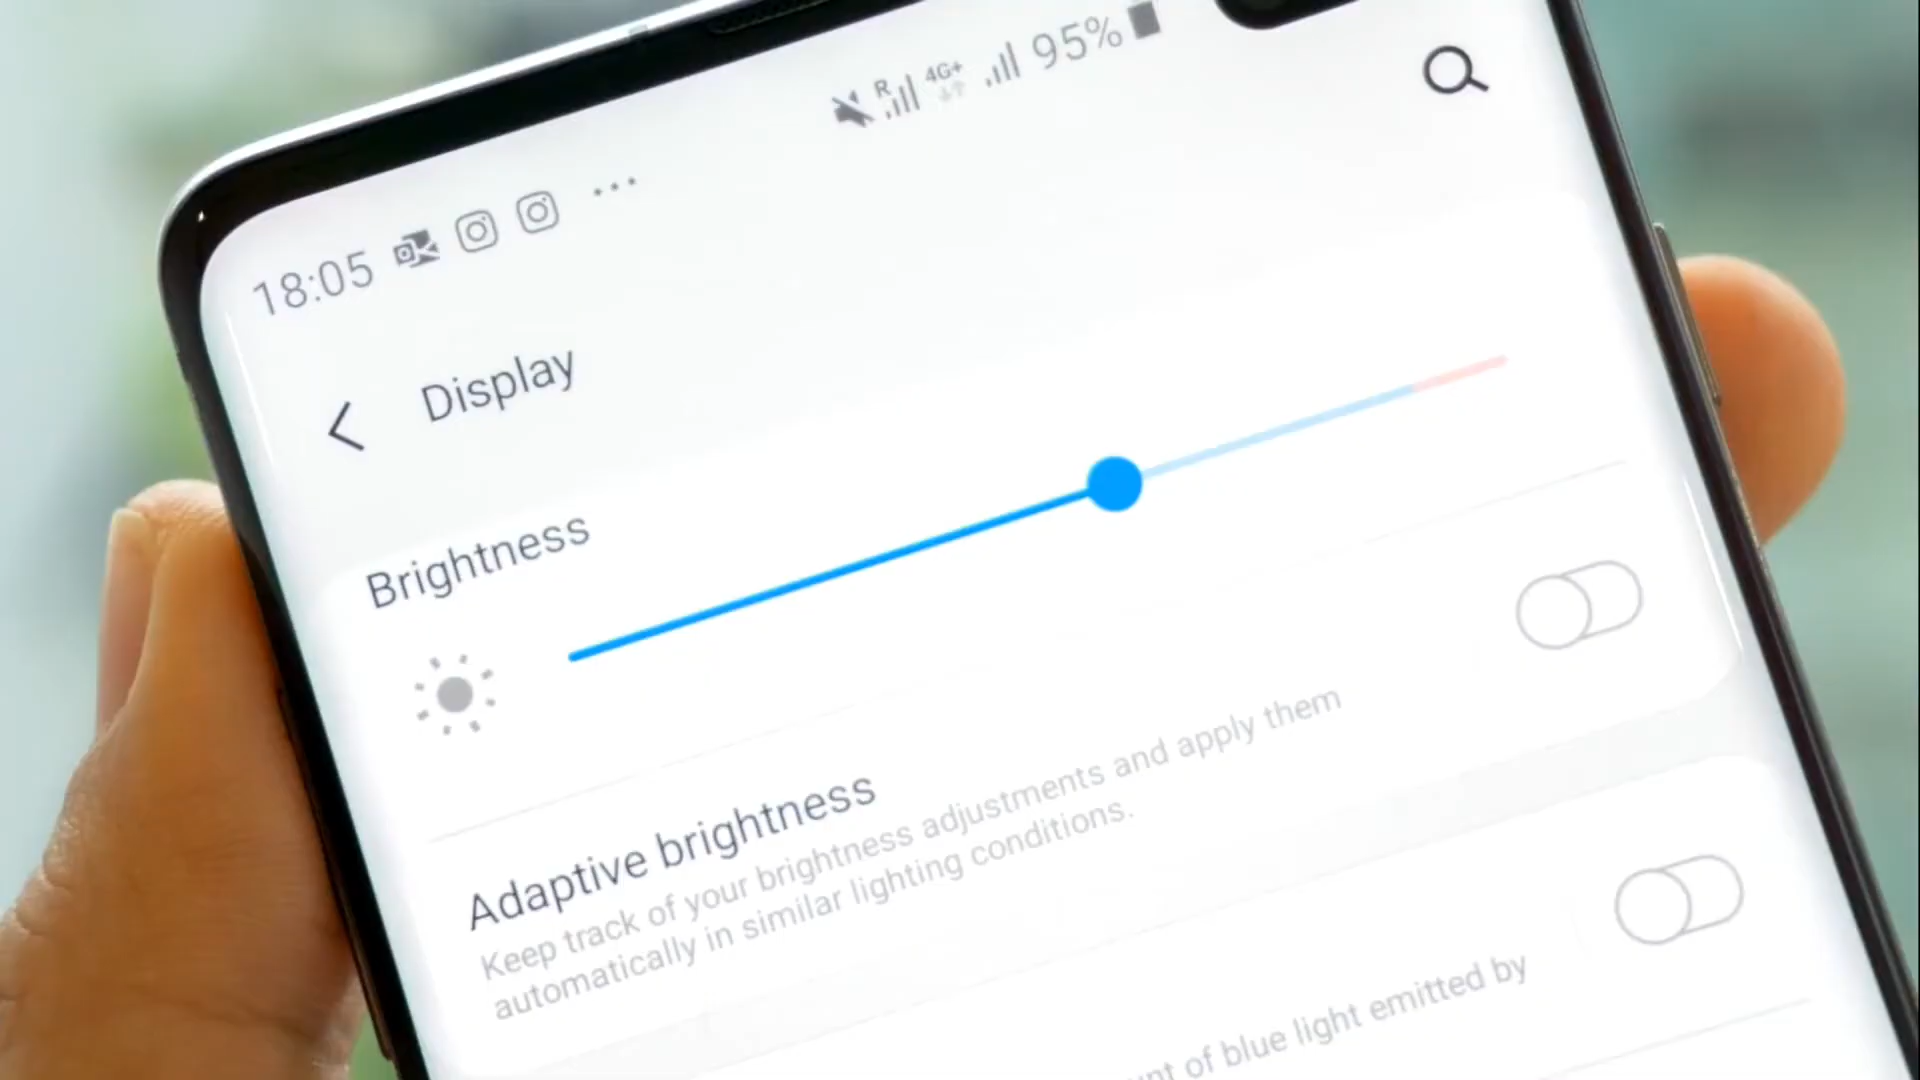 18:05
R 4G+ 95%
Display
Brightness
Adaptive brightness
Keep track of your brightness adjustments and apply them
automatically in similar lighting conditions.
of blue light emitted by